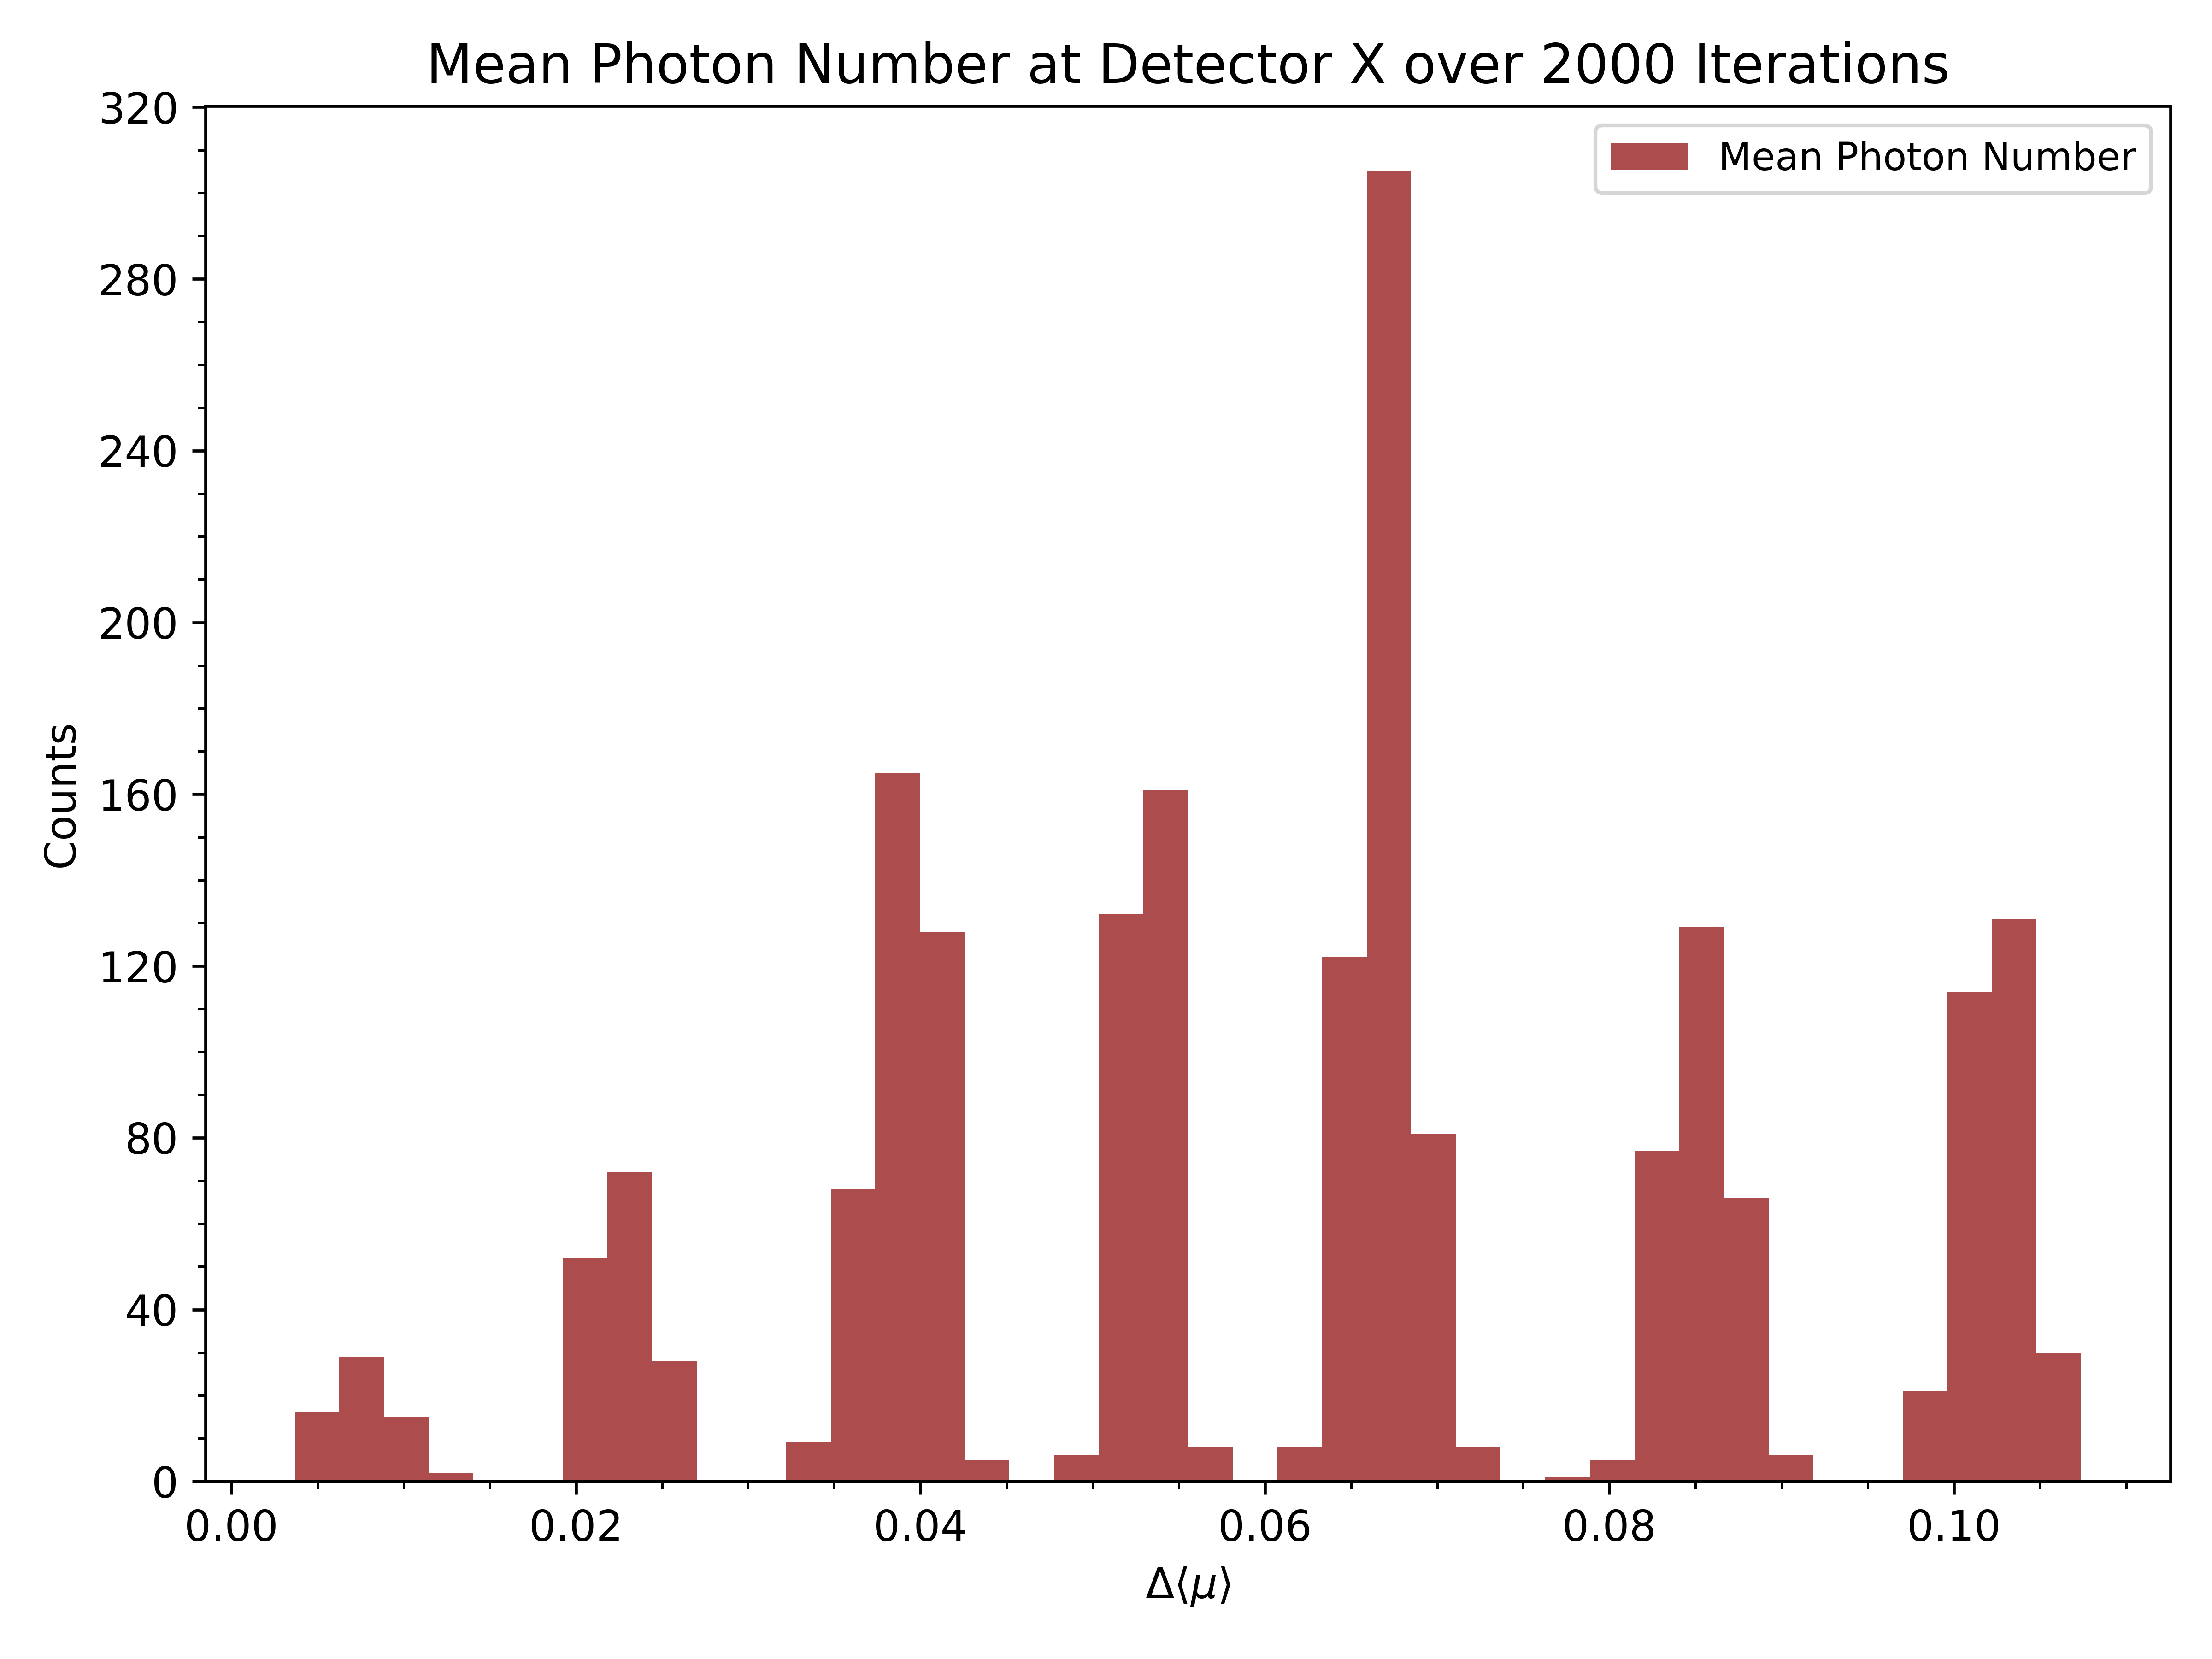 Mean Photon Number at Detector X over 2000 Iterations
Mean Photon Number
320
280
240
200
160
120
80
40
0
Counts
0.00 0.02 0.04 0.06 0.08 0.10
Δ⟨μ⟩